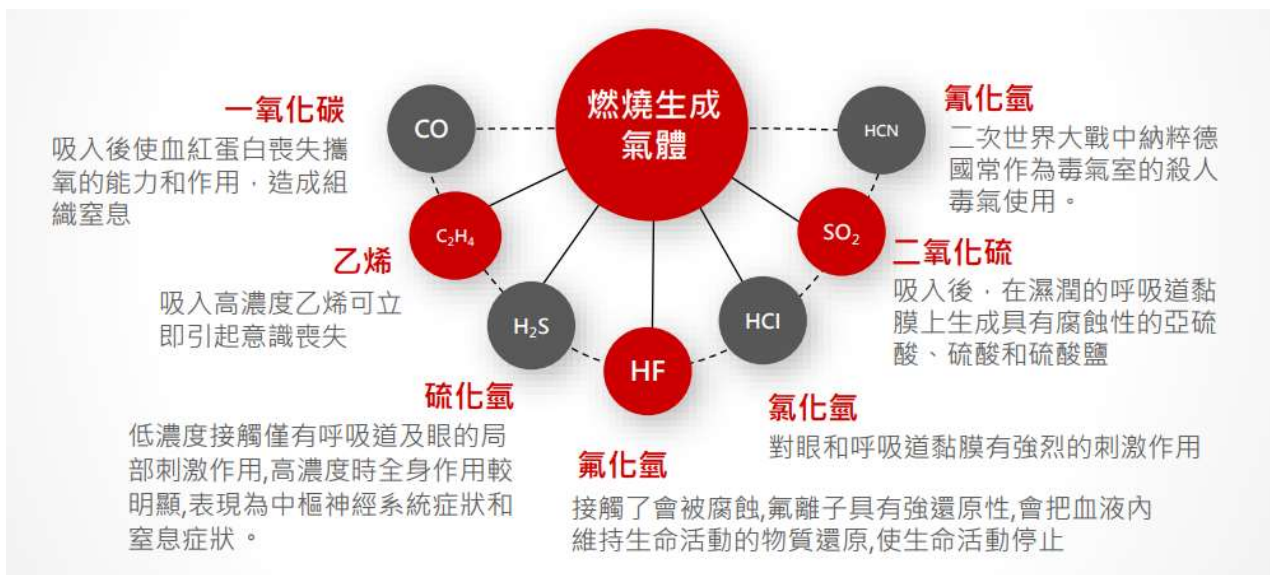 燃燒生成
氣體
一氧化碳
CO
吸入後使血紅蛋白喪失攜
氧的能力和作用，造成組
織窒息
乙烯
C₂H₄
吸入高濃度乙烯可立
即引起意識喪失
硫化氫
H₂S
低濃度接觸僅有呼吸道及眼的局
部刺激作用,高濃度時全身作用較
明顯,表現為中樞神經系統症狀和
窒息症狀。
HF
氟化氫
接觸了會被腐蝕,氟離子具有強還原性,會把血液內
維持生命活動的物質還原,使生命活動停止
HCl
氯化氫
對眼和呼吸道黏膜有強烈的刺激作用
SO₂
二氧化硫
吸入後，在濕潤的呼吸道黏
膜上生成具有腐蝕性的亞硫
酸、硫酸和硫酸鹽
HCN
氰化氫
二次世界大戰中納粹德
國常作為毒氣室的殺人
毒氣使用。